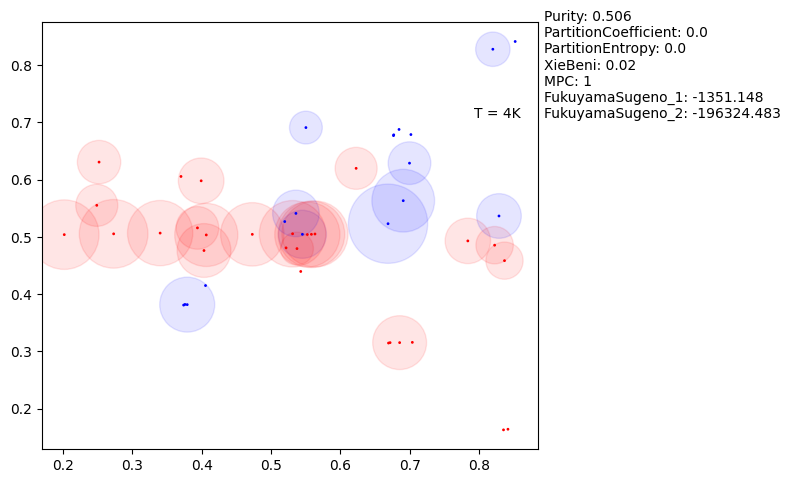 Purity: 0.506
PartitionCoefficient: 0.0
PartitionEntropy: 0.0
XieBeni: 0.02
MPC: 1
FukuyamaSugeno_1: -1351.148
FukuyamaSugeno_2: -196324.483
T = 4K
0.8
0.7
0.6
0.5
0.4
0.3
0.2
0.2 0.3 0.4 0.5 0.6 0.7 0.8